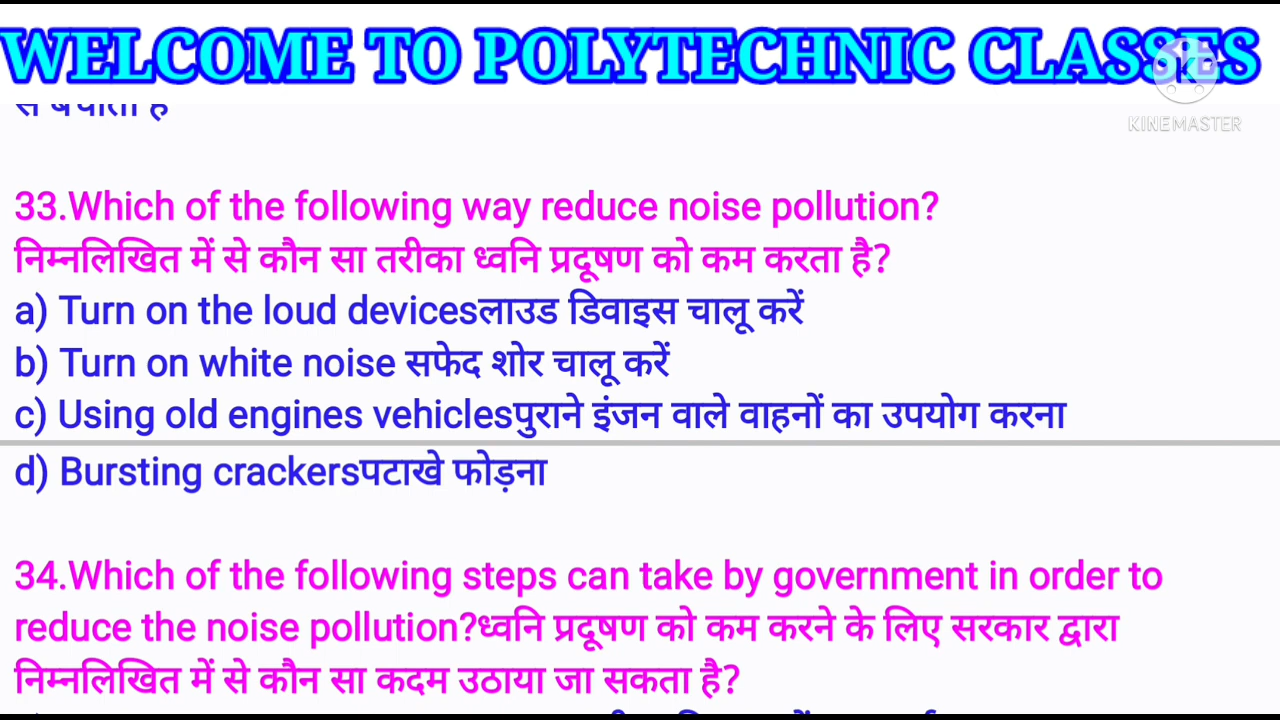 WELCOME TO POLYTECHNIC CLASSES
KINEMASTER
33.Which of the following way reduce noise pollution?
निम्नलिखित में से कौन सा तरीका ध्वनि प्रदूषण को कम करता है?
a) Turn on the loud devicesलाउड डिवाइस चालू करें
b) Turn on white noise सफेद शोर चालू करें
c) Using old engines vehiclesपुराने इंजन वाले वाहनों का उपयोग करना
d) Bursting crackersपटाखे फोड़ना
34.Which of the following steps can take by government in order to
reduce the noise pollution?ध्वनि प्रदूषण को कम करने के लिए सरकार द्वारा
निम्नलिखित में से कौन सा कदम उठाया जा सकता है?